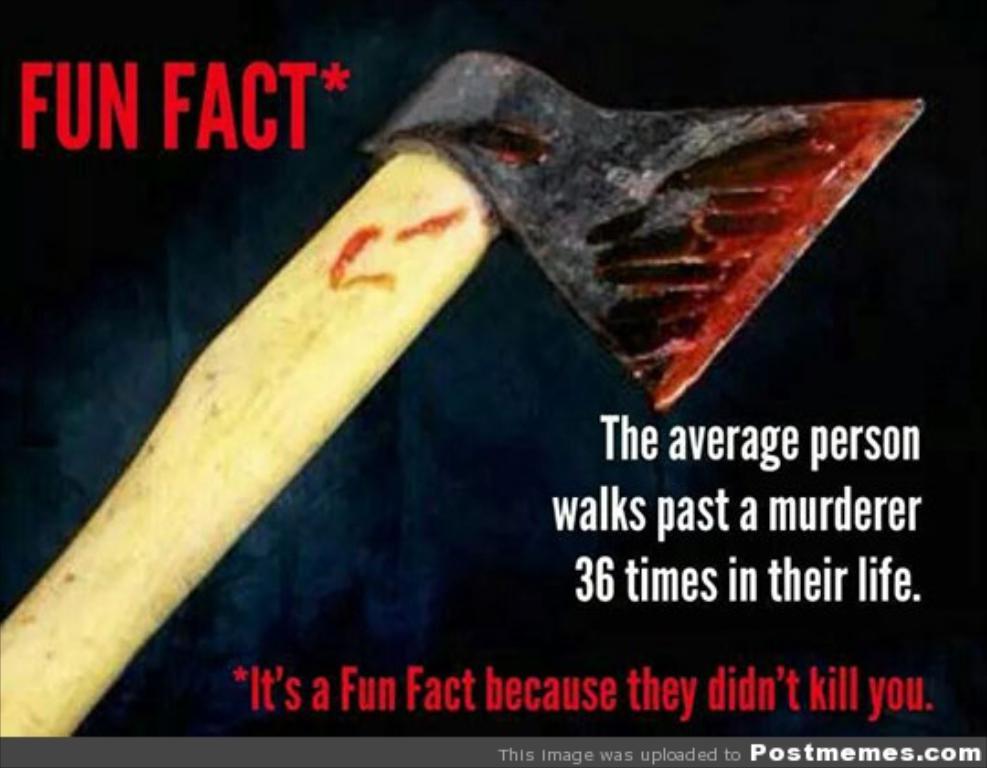 FUN FACT*
The average person
walks past a murderer
36 times in their life.
*It's a Fun Fact because they didn't kill you.
This image was uploaded to Postmemes.com